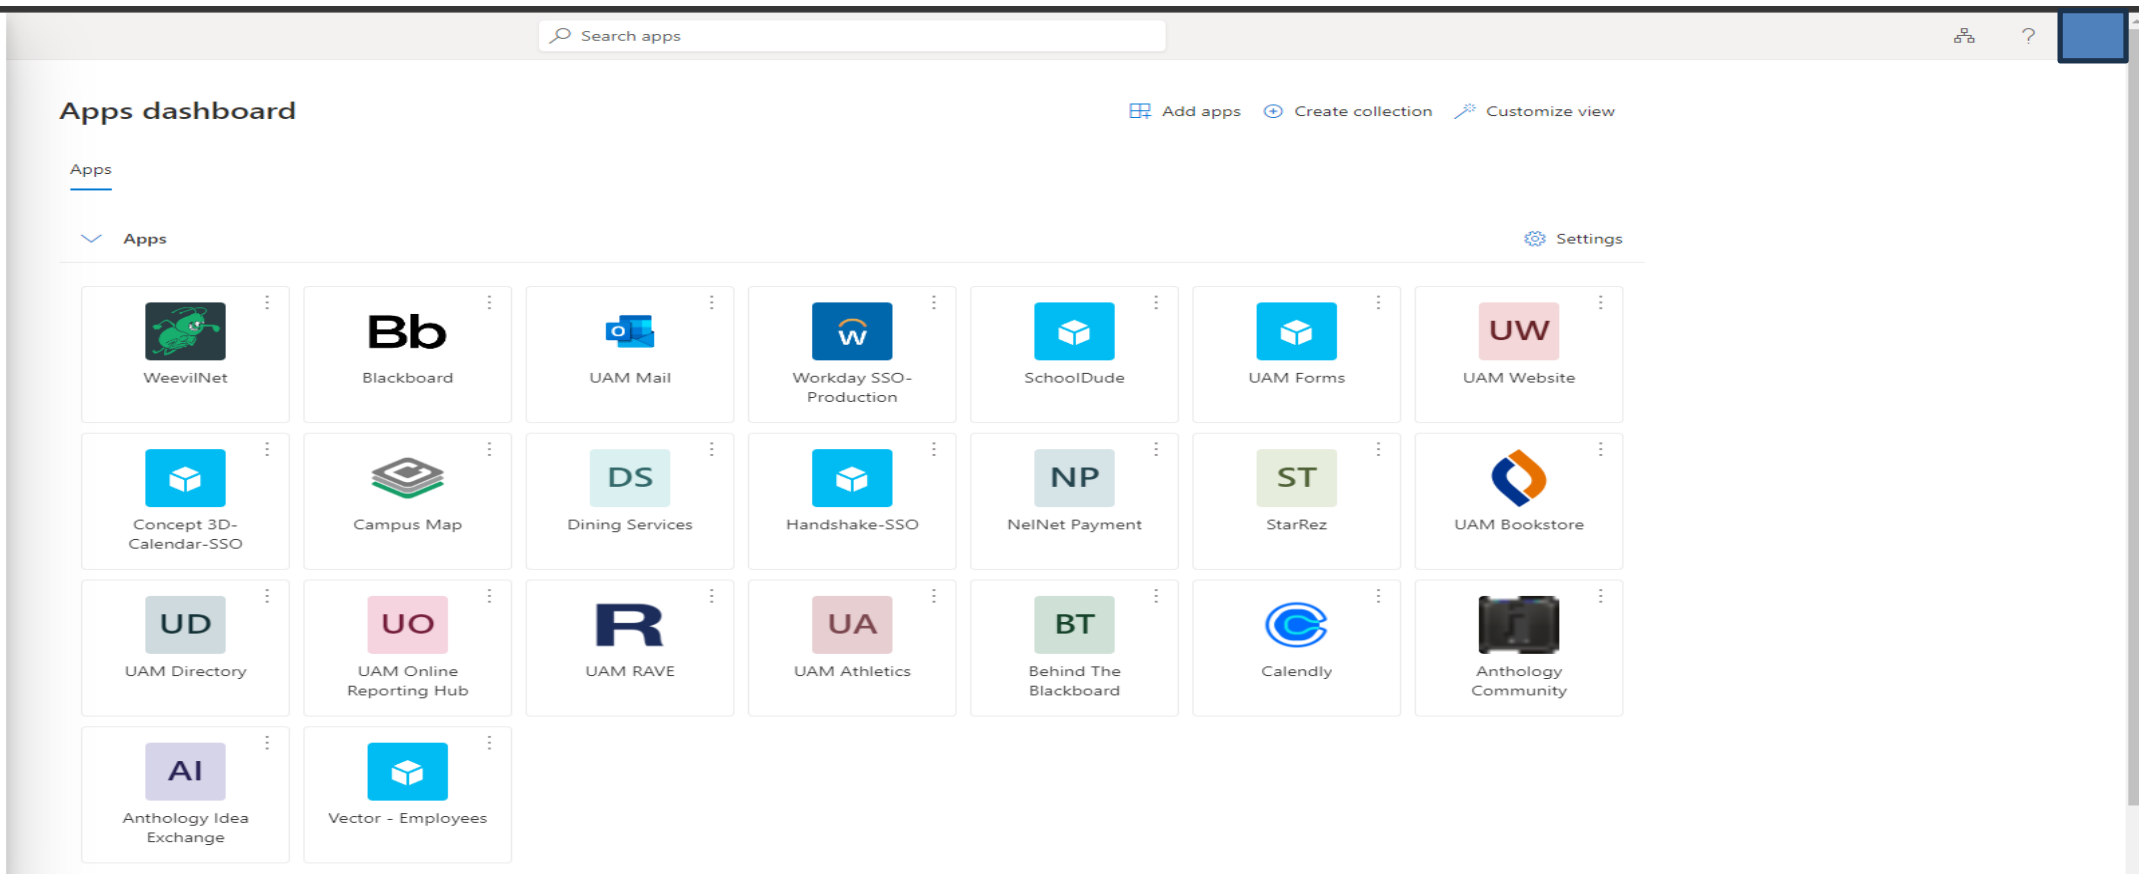 Search apps
?
Apps dashboard
Add apps
Create collection
Customize view
Apps
Apps
Settings
WeevilNet
Bb
Blackboard
O
UAM Mail
W
Workday SSO-
Production
SchoolDude
UAM Forms
UW
UAM Website
Concept 3D-
Calendar-SSO
Campus Map
DS
Dining Services
Handshake-SSO
NP
NelNet Payment
ST
StarRez
UAM Bookstore
UD
UAM Directory
UO
UAM Online
Reporting Hub
R
UAM RAVE
UA
UAM Athletics
BT
Behind The
Blackboard
Calendly
Anthology
Community
AI
Anthology Idea
Exchange
Vector - Employees